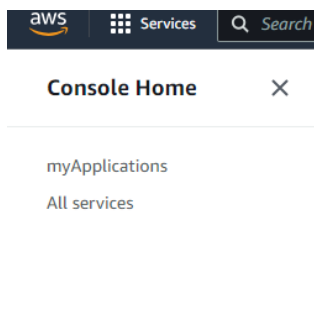 aws Services Search
Console Home
myApplications
All services